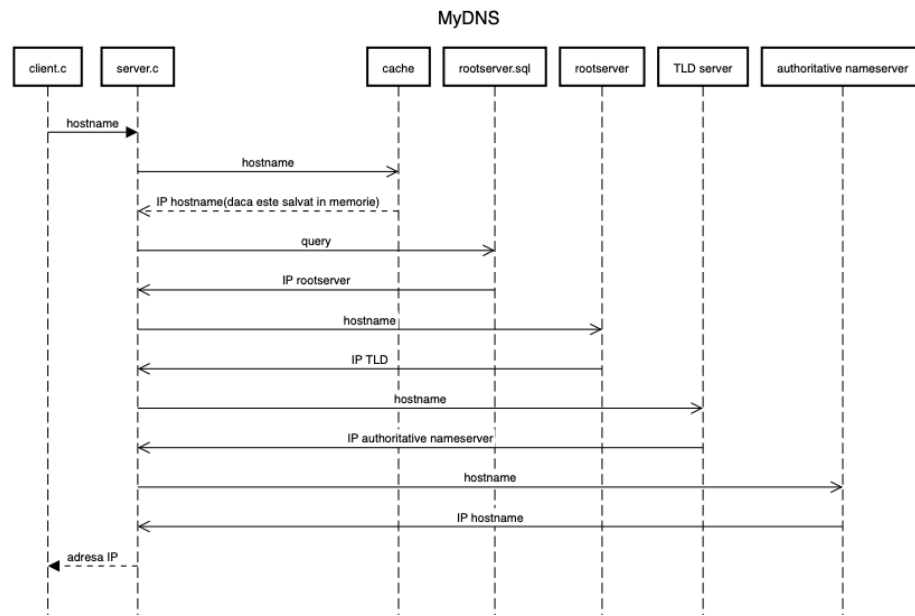 MyDNS
client.c
server.c
cache
rootserver.sql
rootserver
TLD server
authoritative nameserver
hostname
hostname
IP hostname(daca este salvat in memorie)
query
IP rootserver
hostname
IP TLD
hostname
IP authoritative nameserver
hostname
IP hostname
adresa IP